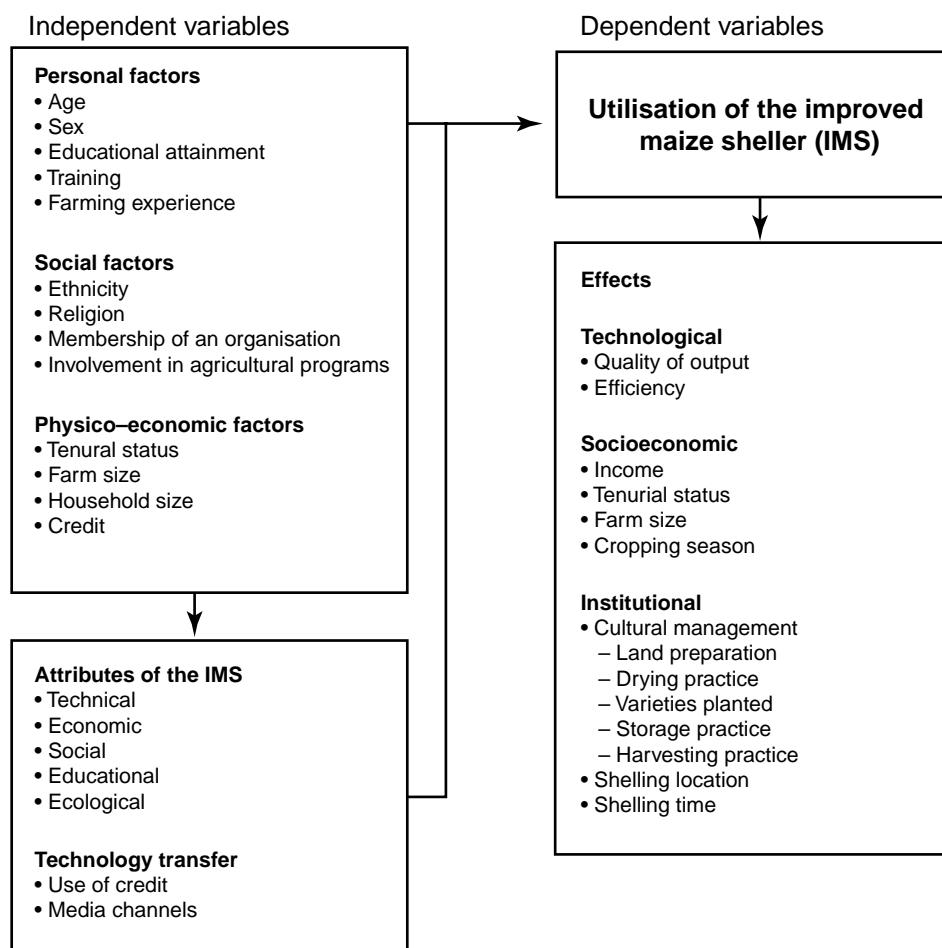 Independent variables
Personal factors
• Age
• Sex
• Educational attainment
• Training
• Farming experience
Social factors
• Ethnicity
• Religion
• Membership of an organisation
• Involvement in agricultural programs
Physico–economic factors
• Tenural status
• Farm size
• Household size
• Credit
Attributes of the IMS
• Technical
• Economic
• Social
• Educational
• Ecological
Technology transfer
• Use of credit
• Media channels
Dependent variables
Utilisation of the improved
maize sheller (IMS)
Effects
Technological
• Quality of output
• Efficiency
Socioeconomic
• Income
• Tenurial status
• Farm size
• Cropping season
Institutional
• Cultural management
– Land preparation
– Drying practice
– Varieties planted
– Storage practice
– Harvesting practice
• Shelling location
• Shelling time